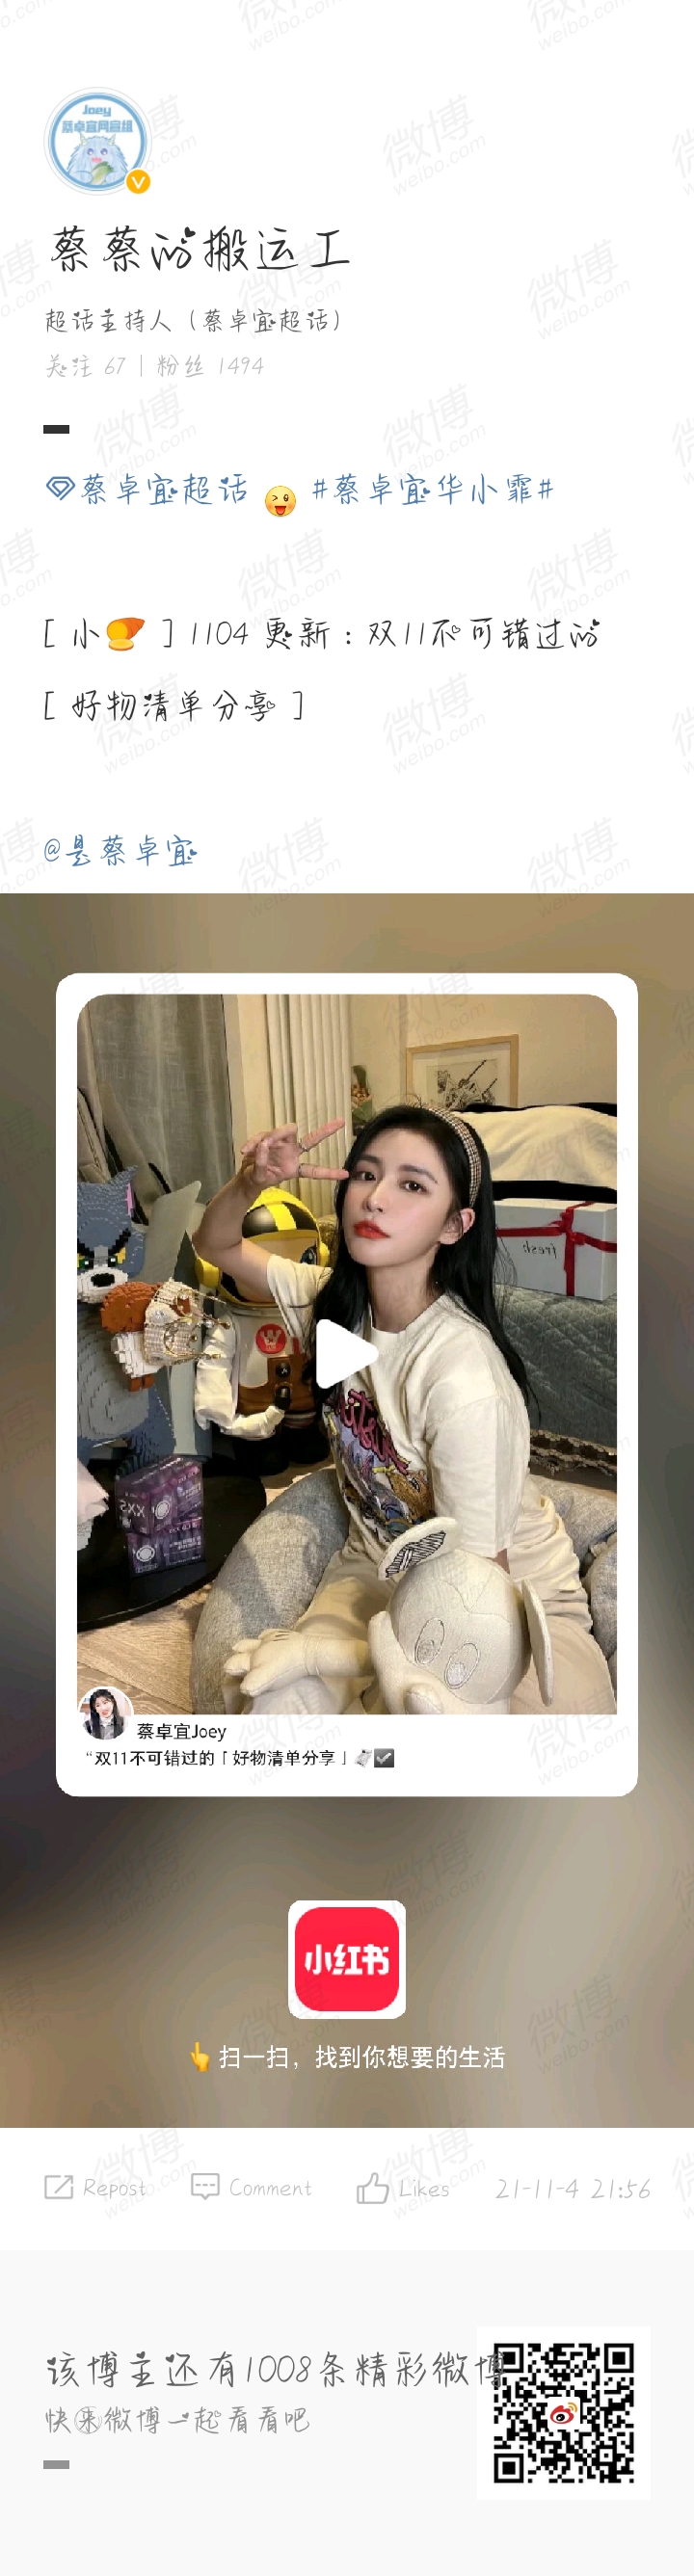 Joey
蔡卓宜网宣组
蔡蔡的搬运工
超话主持人（蔡卓宜超话）
关注 67 | 粉丝 1494
蔡卓宜超话 😜 #蔡卓宜华小霏#
[ 小🍠 ] 1104 更新：双11不可错过的
[ 好物清单分享 ]
@是蔡卓宜
fresh
SXX
蔡卓宜Joey
“双11不可错过的「好物清单分享」
小红书
👆扫一扫，找到你想要的生活
Repost
Comment
Likes
21-11-4 21:56
该博主还有1008条精彩微博
快来微博一起看看吧
微博
weibo.com